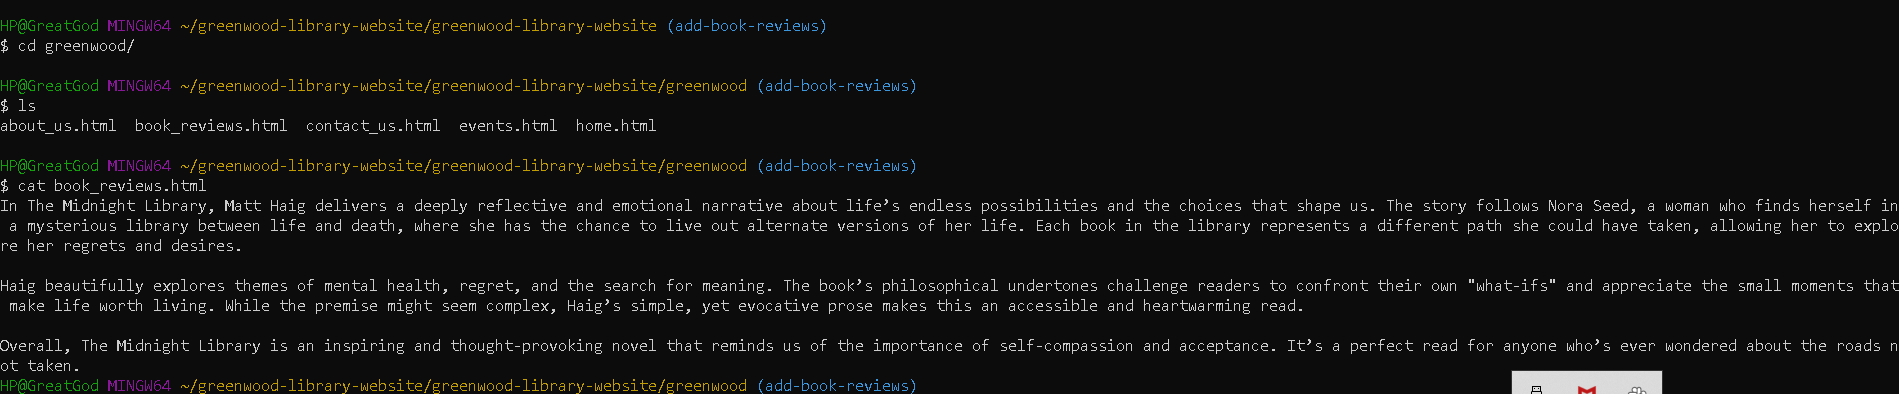 HP@GreatGod MINGW64 ~/greenwood-library-website/greenwood-library-website (add-book-reviews)
$ cd greenwood/
HP@GreatGod MINGW64 ~/greenwood-library-website/greenwood-library-website/greenwood (add-book-reviews)
$ ls
about_us.html  book_reviews.html  contact_us.html  events.html  home.html
HP@GreatGod MINGW64 ~/greenwood-library-website/greenwood-library-website/greenwood (add-book-reviews)
$ cat book_reviews.html
In The Midnight Library, Matt Haig delivers a deeply reflective and emotional narrative about life’s endless possibilities and the choices that shape us. The story follows Nora Seed, a woman who finds herself in
 a mysterious library between life and death, where she has the chance to live out alternate versions of her life. Each book in the library represents a different path she could have taken, allowing her to explo
re her regrets and desires.
Haig beautifully explores themes of mental health, regret, and the search for meaning. The book’s philosophical undertones challenge readers to confront their own "what-ifs" and appreciate the small moments that
 make life worth living. While the premise might seem complex, Haig’s simple, yet evocative prose makes this an accessible and heartwarming read.
Overall, The Midnight Library is an inspiring and thought-provoking novel that reminds us of the importance of self-compassion and acceptance. It’s a perfect read for anyone who’s ever wondered about the roads n
ot taken.
HP@GreatGod MINGW64 ~/greenwood-library-website/greenwood-library-website/greenwood (add-book-reviews)